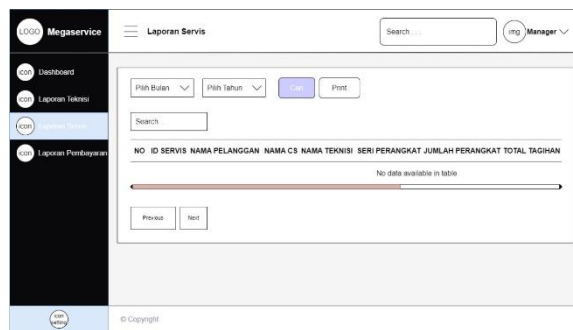 LOGO Megaservice
Laporan Servis
Search . . .
img Manager
icon Dashboard
icon Laporan Teknisi
icon Laporan Servis
icon Laporan Pembayaran
Pilih Bulan
Pilih Tahun
Cari
Print
Search . .
NO ID SERVIS NAMA PELANGGAN NAMA CS NAMA TEKNISI SERI PERANGKAT JUMLAH PERANGKAT TOTAL TAGIHAN
No data available in table
Previous
Next
icon setting
© Copyright